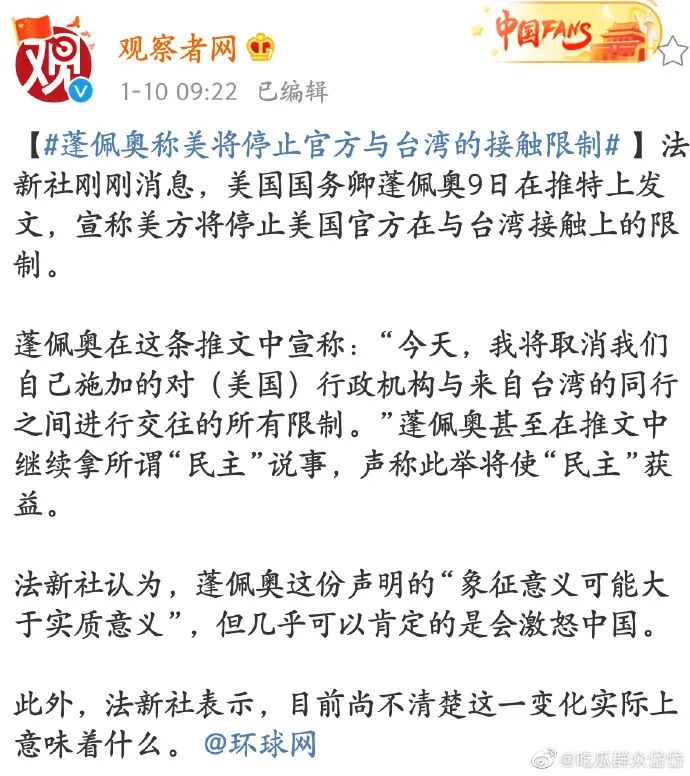 观
观察者网
中国FANS
1-10 09:22 已编辑
【#蓬佩奥称美将停止官方与台湾的接触限制# 】法
新社刚刚消息，美国国务卿蓬佩奥9日在推特上发
文，宣称美方将停止美国官方在与台湾接触上的限
制。
蓬佩奥在这条推文中宣称：“今天，我将取消我们
自己施加的对（美国）行政机构与来自台湾的同行
之间进行交往的所有限制。”蓬佩奥甚至在推文中
继续拿所谓“民主”说事，声称此举将使“民主”获
益。
法新社认为，蓬佩奥这份声明的“象征意义可能大
于实质意义”，但几乎可以肯定的是会激怒中国。
此外，法新社表示，目前尚不清楚这一变化实际上
意味着什么。 @环球网
@吃瓜群众岱岱